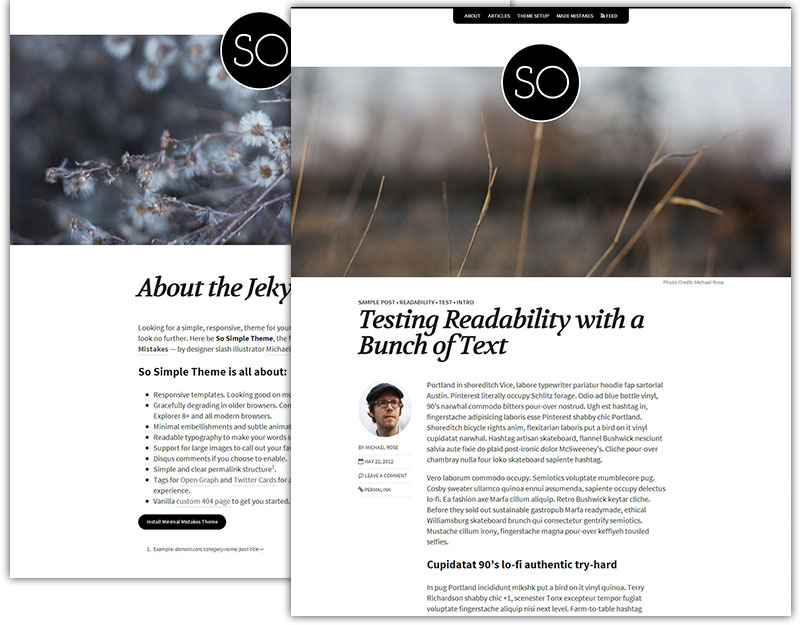 SO
About the Jeky
Looking for a simple, responsive, theme for your
look no further. Here be So Simple Theme, the f
Mistakes — by designer slash illustrator Michael
So Simple Theme is all about:
Responsive templates. Looking good on mo
Gracefully degrading in older browsers. Com
Explorer 8+ and all modern browsers.
Minimal embellishments and subtle animat
Readable typography to make your words s
Support for large images to call out your fa
Disqus comments if you choose to enable.
Simple and clear permalink structure1.
Tags for Open Graph and Twitter Cards for a
experience.
Vanilla custom 404 page to get you started.
Install Minimal Mistakes Theme
1. Example: domain.com/category-name/post-title ↩
ABOUT ARTICLES THEME SETUP MADE MISTAKES FEED
SO
Photo Credit: Michael Rose
SAMPLE POST • READABILITY • TEST • INTRO
Testing Readability with a
Bunch of Text
BY MICHAEL ROSE
MAY 22, 2012
LEAVE A COMMENT
PERMALINK
Portland in shoreditch Vice, labore typewriter pariatur hoodie fap sartorial
Austin. Pinterest literally occupy Schlitz forage. Odio ad blue bottle vinyl,
90's narwhal commodo bitters pour-over nostrud. Ugh est hashtag in,
fingerstache adipisicing laboris esse Pinterest shabby chic Portland.
Shoreditch bicycle rights anim, flexitarian laboris put a bird on it vinyl
cupidatat narwhal. Hashtag artisan skateboard, flannel Bushwick nesciunt
salvia aute fixie do plaid post-ironic dolor McSweeney's. Cliche pour-over
chambray nulla four loko skateboard sapiente hashtag.
Vero laborum commodo occupy. Semiotics voluptate mumblecore pug.
Cosby sweater ullamco quinoa ennui assumenda, sapiente occupy delectus
lo-fi. Ea fashion axe Marfa cillum aliquip. Retro Bushwick keytar cliche.
Before they sold out sustainable gastropub Marfa readymade, ethical
Williamsburg skateboard brunch qui consectetur gentrify semiotics.
Mustache cillum irony, fingerstache magna pour-over keffiyeh tousled
selfies.
Cupidatat 90's lo-fi authentic try-hard
In pug Portland incididunt mlkshk put a bird on it vinyl quinoa. Terry
Richardson shabby chic +1, scenester Tonx excepteur tempor fugiat
voluptate fingerstache aliquip nisi next level. Farm-to-table hashtag